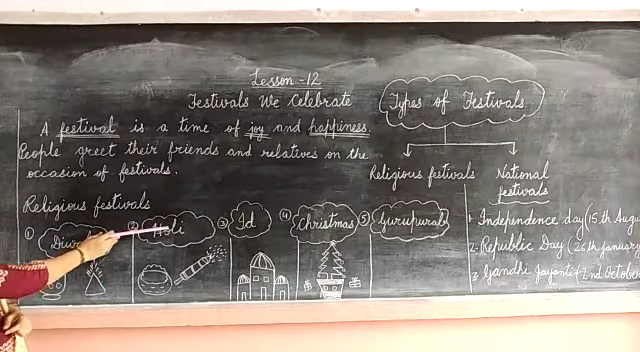 Lesson - 12
Festivals We Celebrate
A festival is a time of joy and happiness.
People greet their friends and relatives on the
occasion of festivals.
Religious festivals
①
② Holi
③ Id
④ Christmas
⑤ Gurupurab
Types of Festivals
Religious festivals
National
festivals
1. Independence day (15th Augu
2. Republic Day (26th january
3. Gandhi jayanti (2nd October